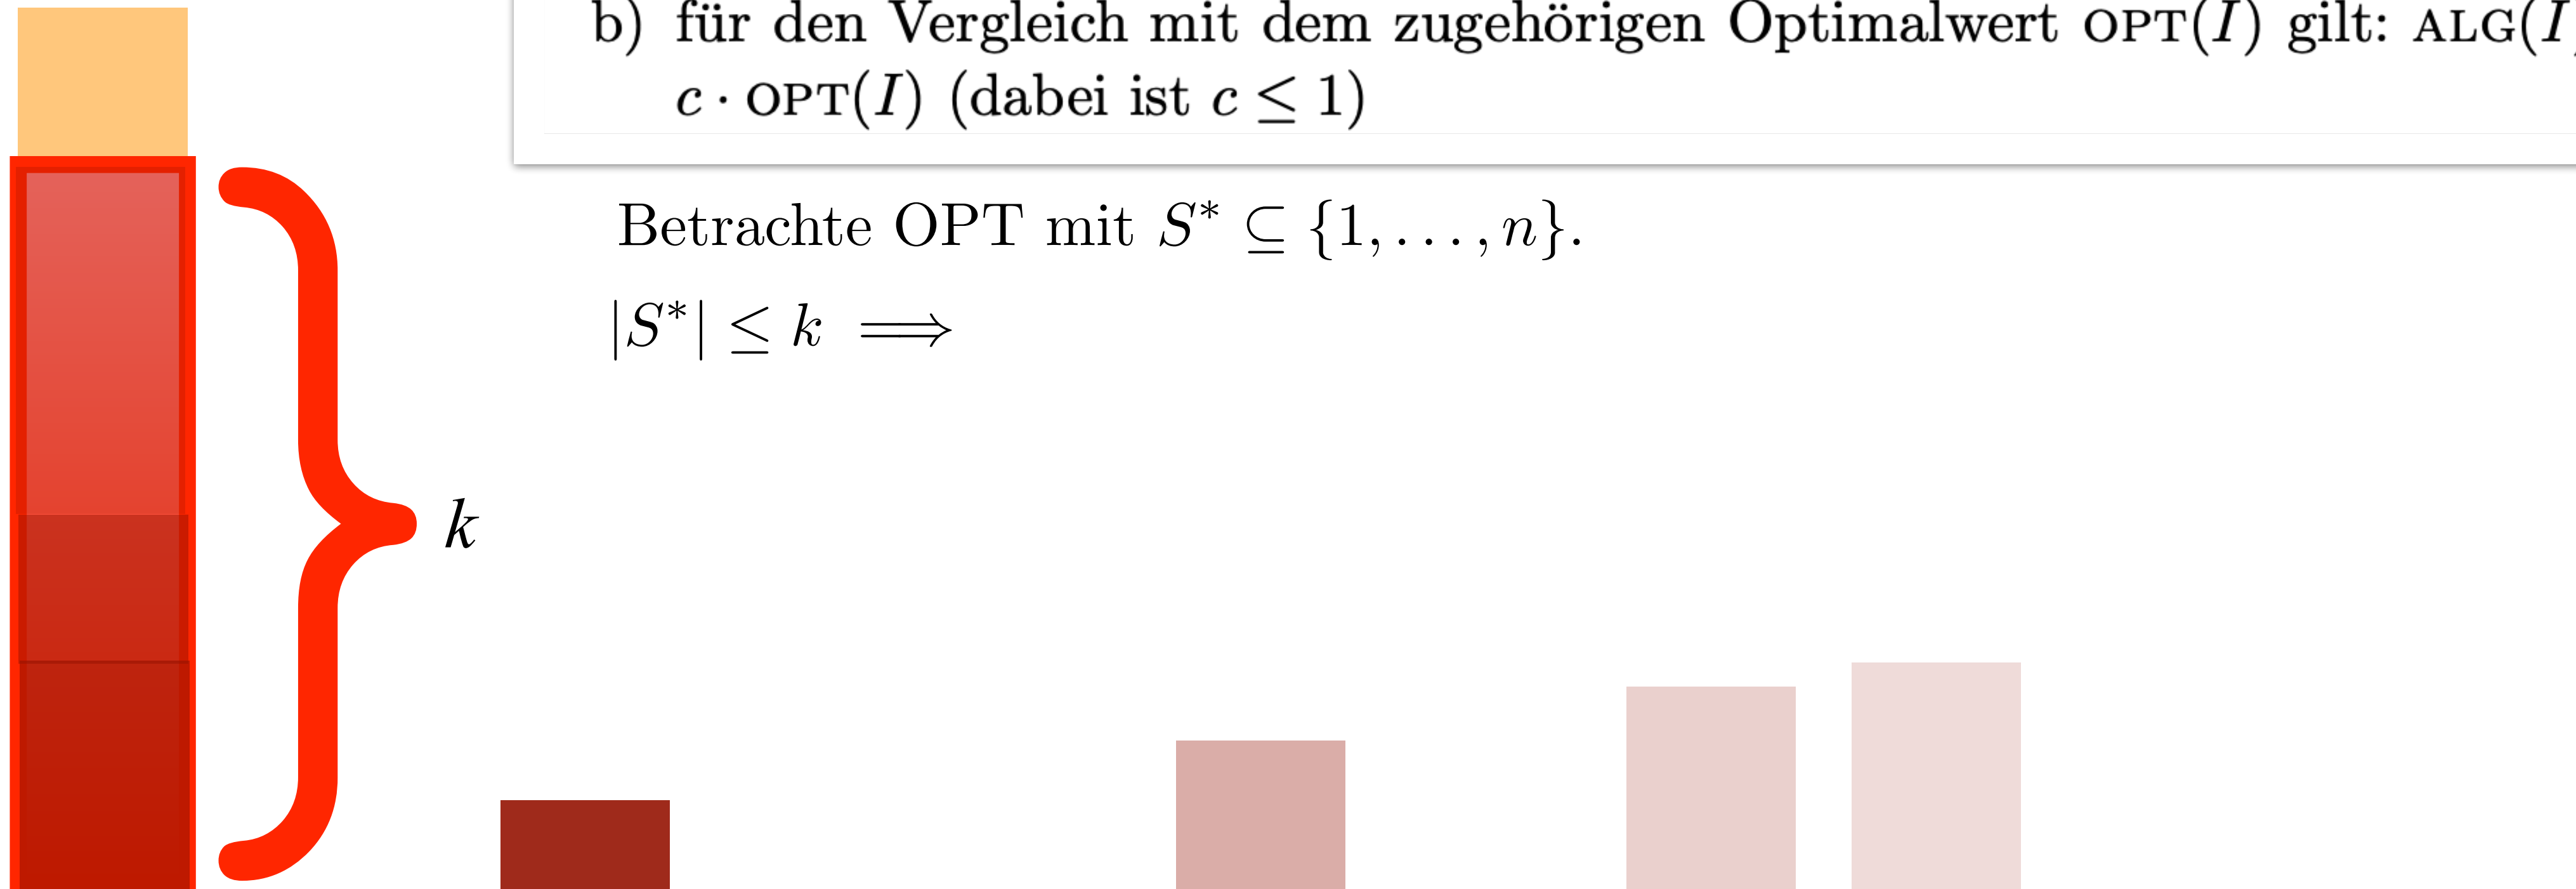 b) für den Vergleich mit dem zugehörigen Optimalwert OPT(I) gilt: ALG(I)
c · OPT(I) (dabei ist c ≤ 1)
Betrachte OPT mit S* ⊆ {1, . . . , n}.
|S*| ≤ k ⟹
k